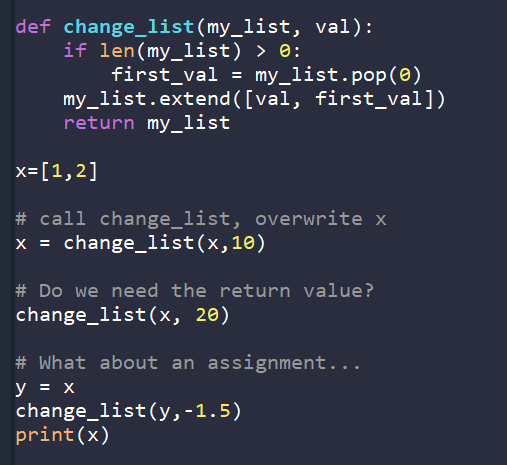 def change_list(my_list, val):
    if len(my_list) > 0:
        first_val = my_list.pop(0)
    my_list.extend([val, first_val])
    return my_list

x=[1,2]

# call change_list, overwrite x
x = change_list(x,10)

# Do we need the return value?
change_list(x, 20)

# What about an assignment...
y = x
change_list(y,-1.5)
print(x)